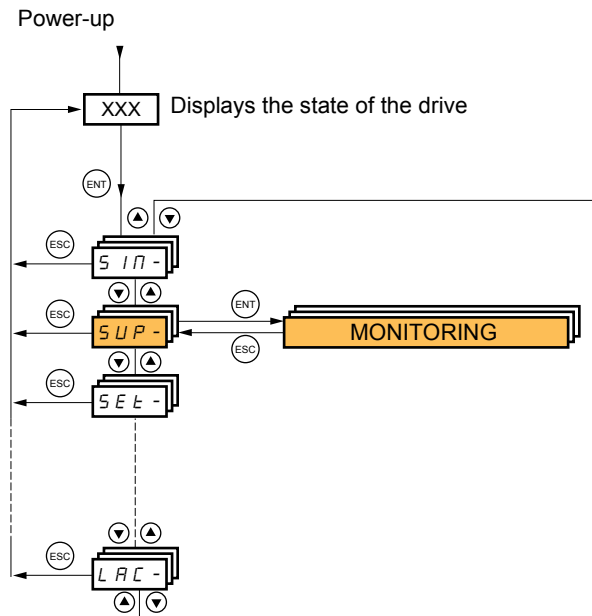 Power-up
XXX Displays the state of the drive
ENT
ESC
SIM-
ENT
ESC SUP- MONITORING
ESC
ESC
SEt-
ESC
LAC-